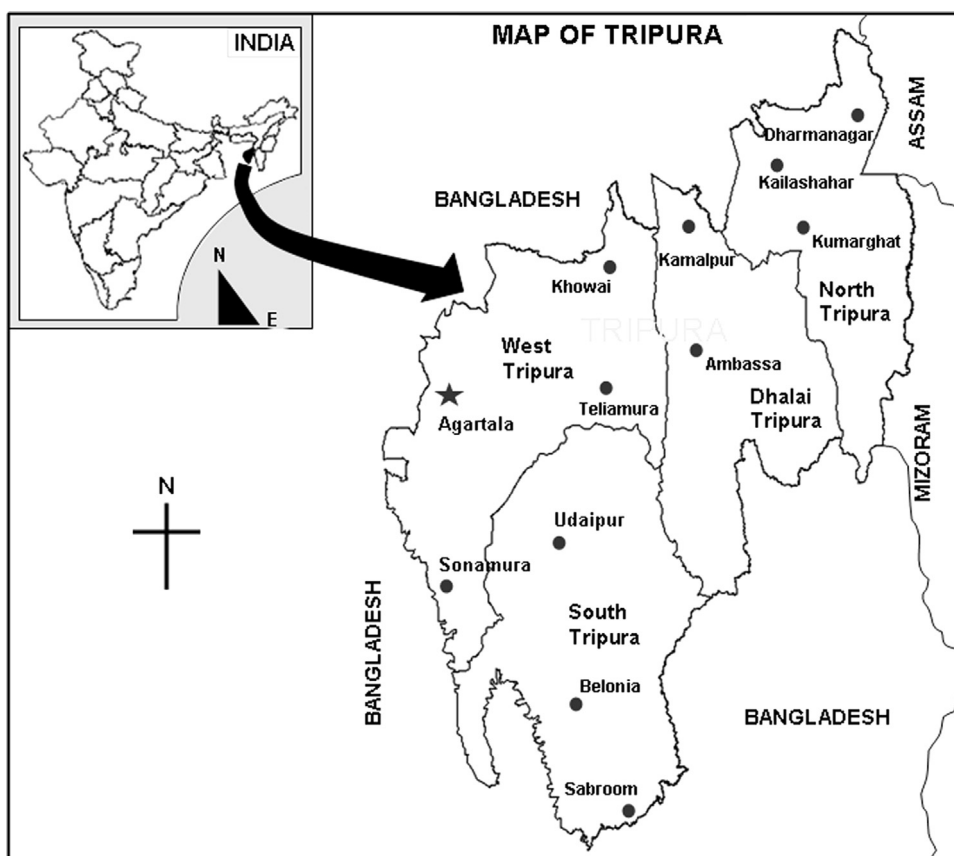 INDIA
MAP OF TRIPURA
ASSAM
Dharmanagar
Kailashahar
BANGLADESH
Kumarghat
Kamalpur
N
Khowai
North
Tripura
E
TRIPURA
West
Tripura
Ambassa
Dhalai
Tripura
Teliamura
Agartala
MIZORAM
N
Udaipur
Sonamura
South
Tripura
BANGLADESH
Belonia
BANGLADESH
Sabroom